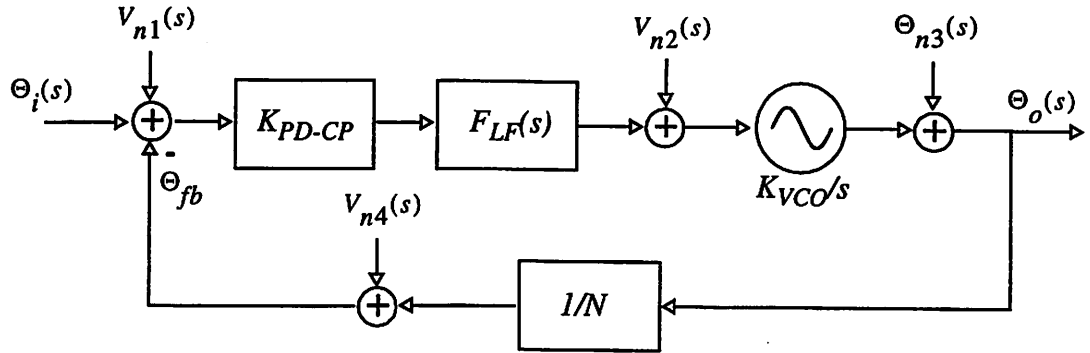 V_{n1}(s)
V_{n2}(s)
Θ_{n3}(s)
Θ_i(s)
Θ_o(s)
+
K_{PD-CP}
F_{LF}(s)
+
+
-
Θ_{fb}
K_{VCO}/s
V_{n4}(s)
+
1/N